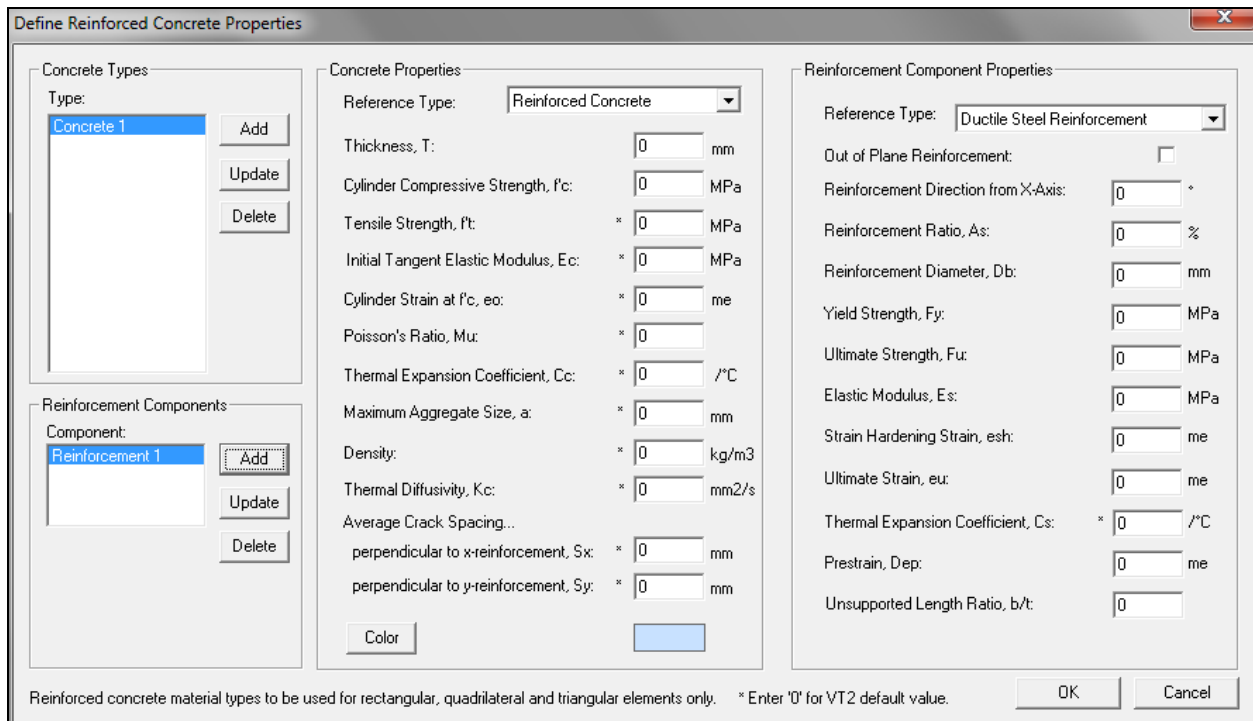 Define Reinforced Concrete Properties
x
Concrete Types
Type:
Concrete 1
Add
Update
Delete
Reinforcement Components
Component:
Reinforcement 1
Add
Update
Delete
Concrete Properties
Reference Type: Reinforced Concrete
Thickness, T: 0 mm
Cylinder Compressive Strength, f'c: 0 MPa
Tensile Strength, f't: * 0 MPa
Initial Tangent Elastic Modulus, Ec: * 0 MPa
Cylinder Strain at f'c, eo: * 0 me
Poisson's Ratio, Mu: * 0
Thermal Expansion Coefficient, Cc: * 0 /°C
Maximum Aggregate Size, a: * 0 mm
Density: * 0 kg/m3
Thermal Diffusivity, Kc: * 0 mm2/s
Average Crack Spacing...
perpendicular to x-reinforcement, Sx: * 0 mm
perpendicular to y-reinforcement, Sy: * 0 mm
Color
Reinforcement Component Properties
Reference Type: Ductile Steel Reinforcement
Out of Plane Reinforcement:
Reinforcement Direction from X-Axis: 0 °
Reinforcement Ratio, As: 0 %
Reinforcement Diameter, Db: 0 mm
Yield Strength, Fy: 0 MPa
Ultimate Strength, Fu: 0 MPa
Elastic Modulus, Es: 0 MPa
Strain Hardening Strain, esh: 0 me
Ultimate Strain, eu: 0 me
Thermal Expansion Coefficient, Cs: * 0 /°C
Prestrain, Dep: 0 me
Unsupported Length Ratio, b/t: 0
Reinforced concrete material types to be used for rectangular, quadrilateral and triangular elements only. * Enter '0' for VT2 default value.
OK
Cancel